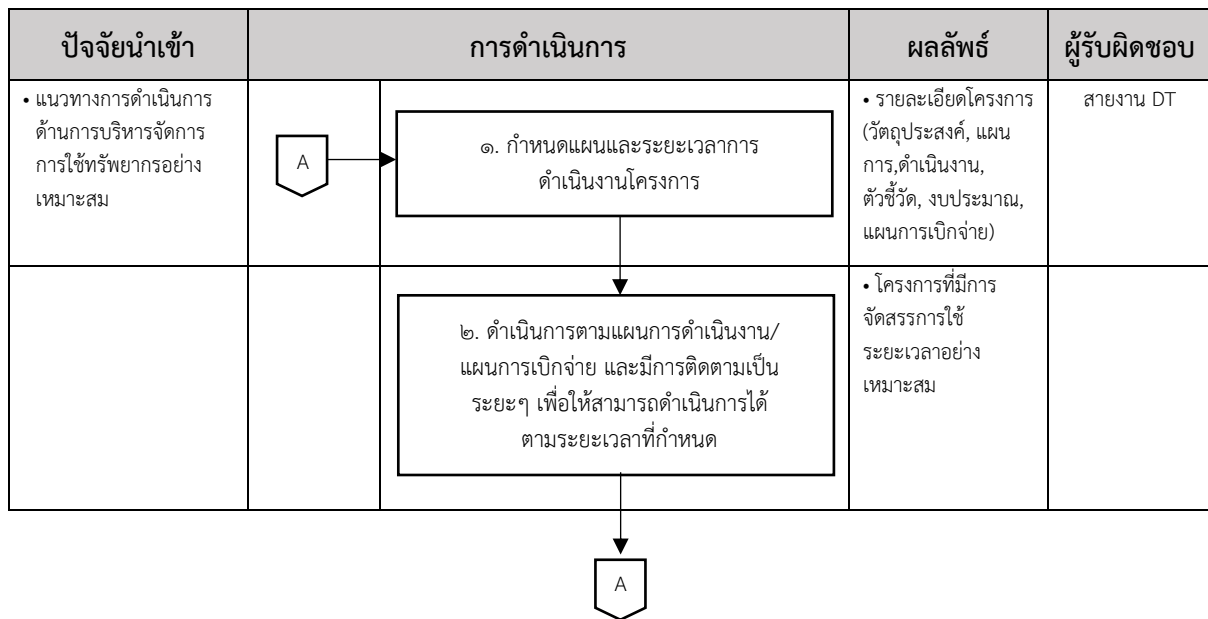 ปัจจัยนำเข้า
การดำเนินการ
ผลลัพธ์
ผู้รับผิดชอบ
• แนวทางการดำเนินการ
ด้านการบริหารจัดการ
การใช้ทรัพยากรอย่าง
เหมาะสม
A
๑. กำหนดแผนและระยะเวลาการ
ดำเนินงานโครงการ
• รายละเอียดโครงการ
(วัตถุประสงค์, แผน
การ,ดำเนินงาน,
ตัวชี้วัด, งบประมาณ,
แผนการเบิกจ่าย)
สายงาน DT
๒. ดำเนินการตามแผนการดำเนินงาน/
แผนการเบิกจ่าย และมีการติดตามเป็น
ระยะๆ เพื่อให้สามารถดำเนินการได้
ตามระยะเวลาที่กำหนด
• โครงการที่มีการ
จัดสรรการใช้
ระยะเวลาอย่าง
เหมาะสม
A